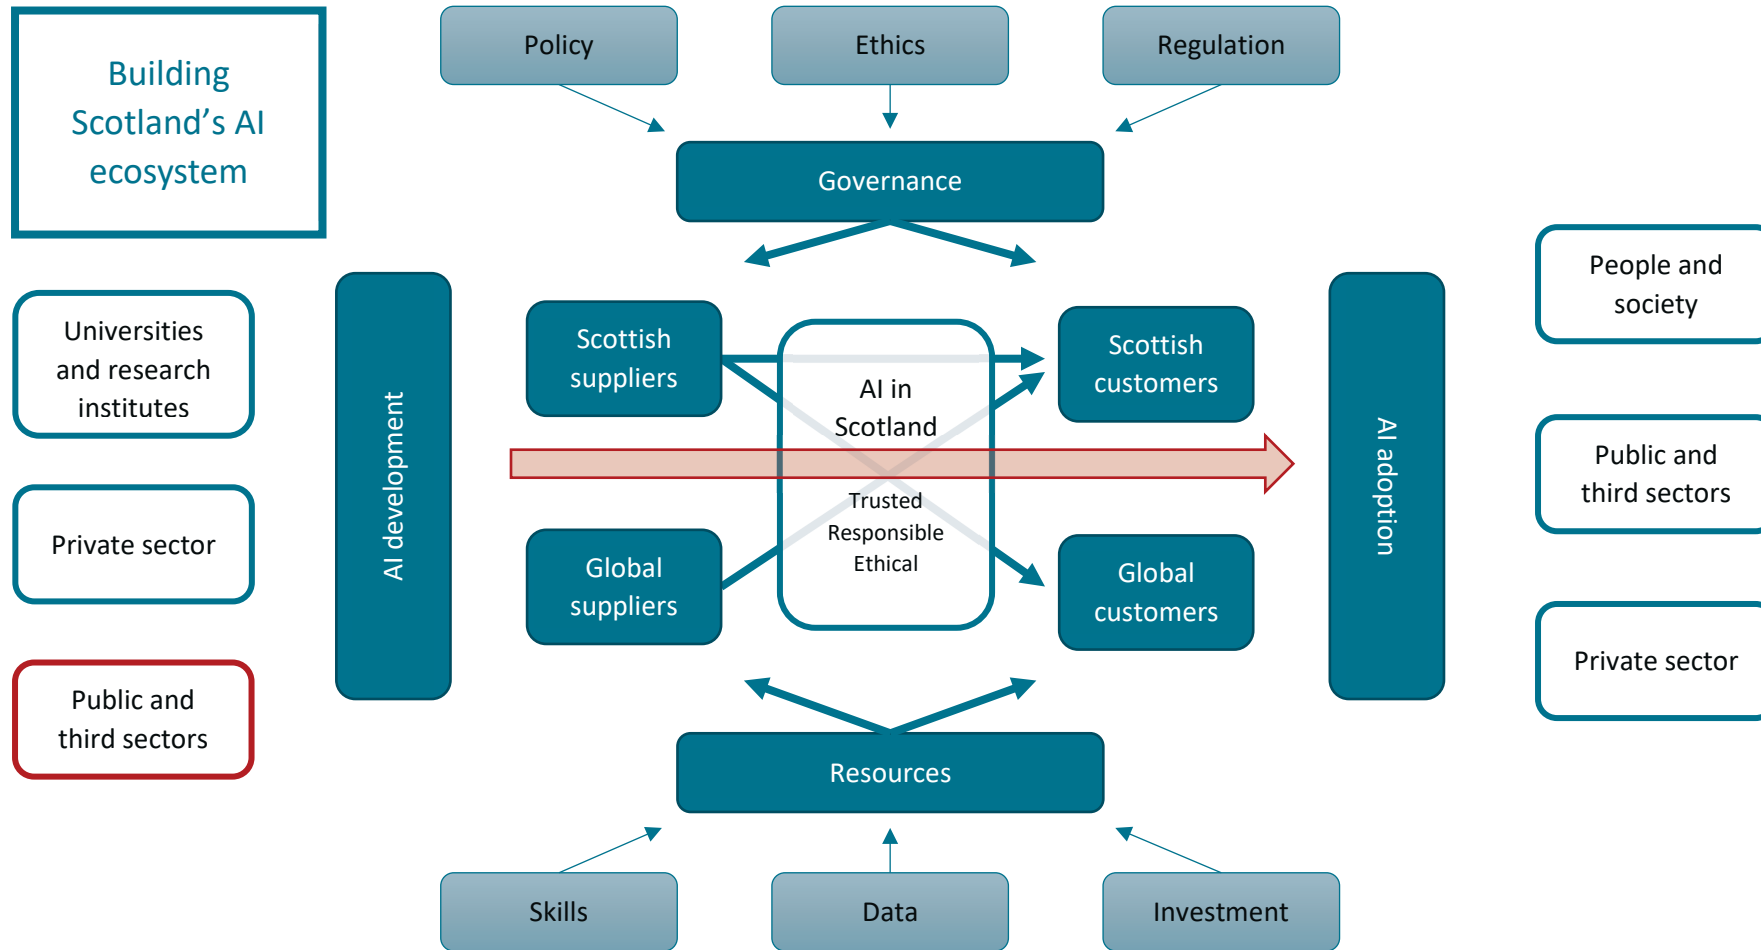 Building
Scotland’s AI
ecosystem
Policy
Ethics
Regulation
Governance
Universities
and research
institutes
Private sector
Public and
third sectors
AI development
Scottish
suppliers
Global
suppliers
AI in
Scotland
Trusted
Responsible
Ethical
Scottish
customers
Global
customers
AI adoption
People and
society
Public and
third sectors
Private sector
Resources
Skills
Data
Investment